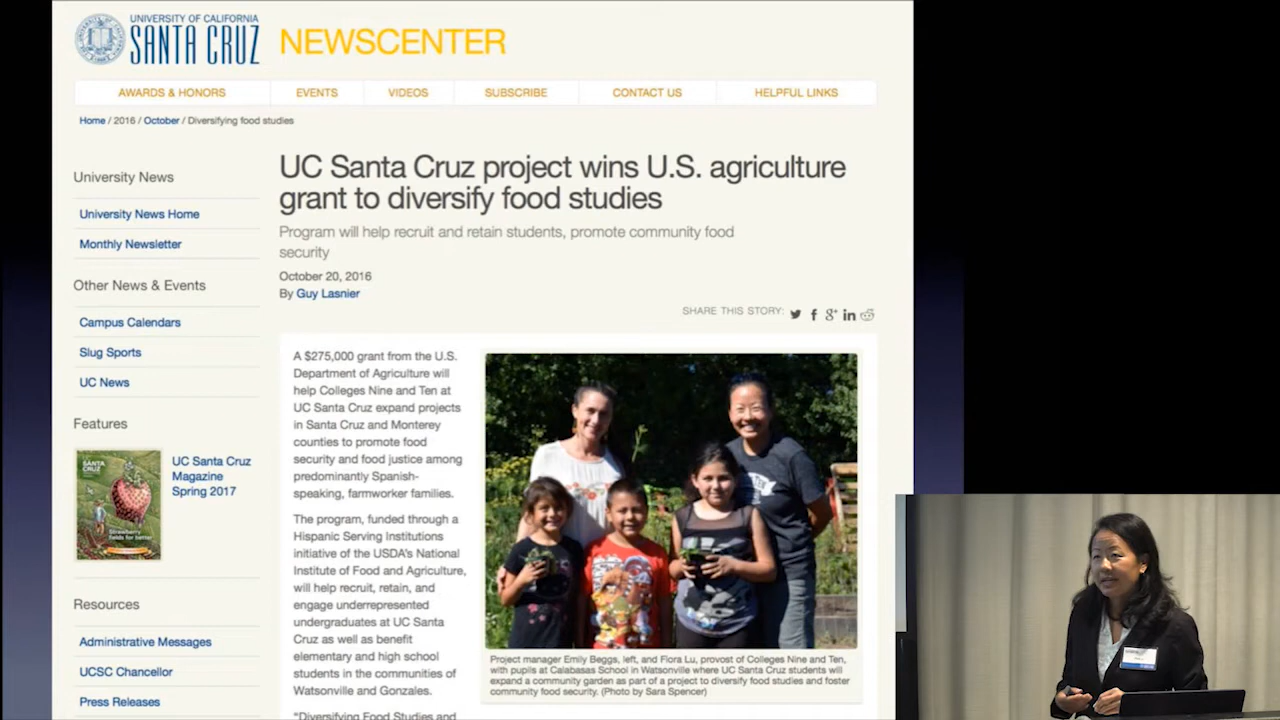 UNIVERSITY OF CALIFORNIA
SANTA CRUZ
NEWSCENTER
AWARDS & HONORS
EVENTS
VIDEOS
SUBSCRIBE
CONTACT US
HELPFUL LINKS
Home / 2016 / October / Diversifying food studies
University News
University News Home
Monthly Newsletter
Other News & Events
Campus Calendars
Slug Sports
UC News
Features
SANTA CRUZ
Strawberry
fields for better
UC Santa Cruz
Magazine
Spring 2017
Resources
Administrative Messages
UCSC Chancellor
Press Releases
UC Santa Cruz project wins U.S. agriculture
grant to diversify food studies
Program will help recruit and retain students, promote community food
security
October 20, 2016
By Guy Lasnier
SHARE THIS STORY:
A $275,000 grant from the U.S.
Department of Agriculture will
help Colleges Nine and Ten at
UC Santa Cruz expand projects
in Santa Cruz and Monterey
counties to promote food
security and food justice among
predominantly Spanish-
speaking, farmworker families.
The program, funded through a
Hispanic Serving Institutions
initiative of the USDA's National
Institute of Food and Agriculture,
will help recruit, retain, and
engage underrepresented
undergraduates at UC Santa
Cruz as well as benefit
elementary and high school
students in the communities of
Watsonville and Gonzales.
"Diversifying Food Studies and
Project manager Emily Beggs, left, and Flora Lu, provost of Colleges Nine and Ten,
with pupils at Calabasas School in Watsonville where UC Santa Cruz students will
expand a community garden as part of a project to diversify food studies and foster
community food security. (Photo by Sara Spencer)